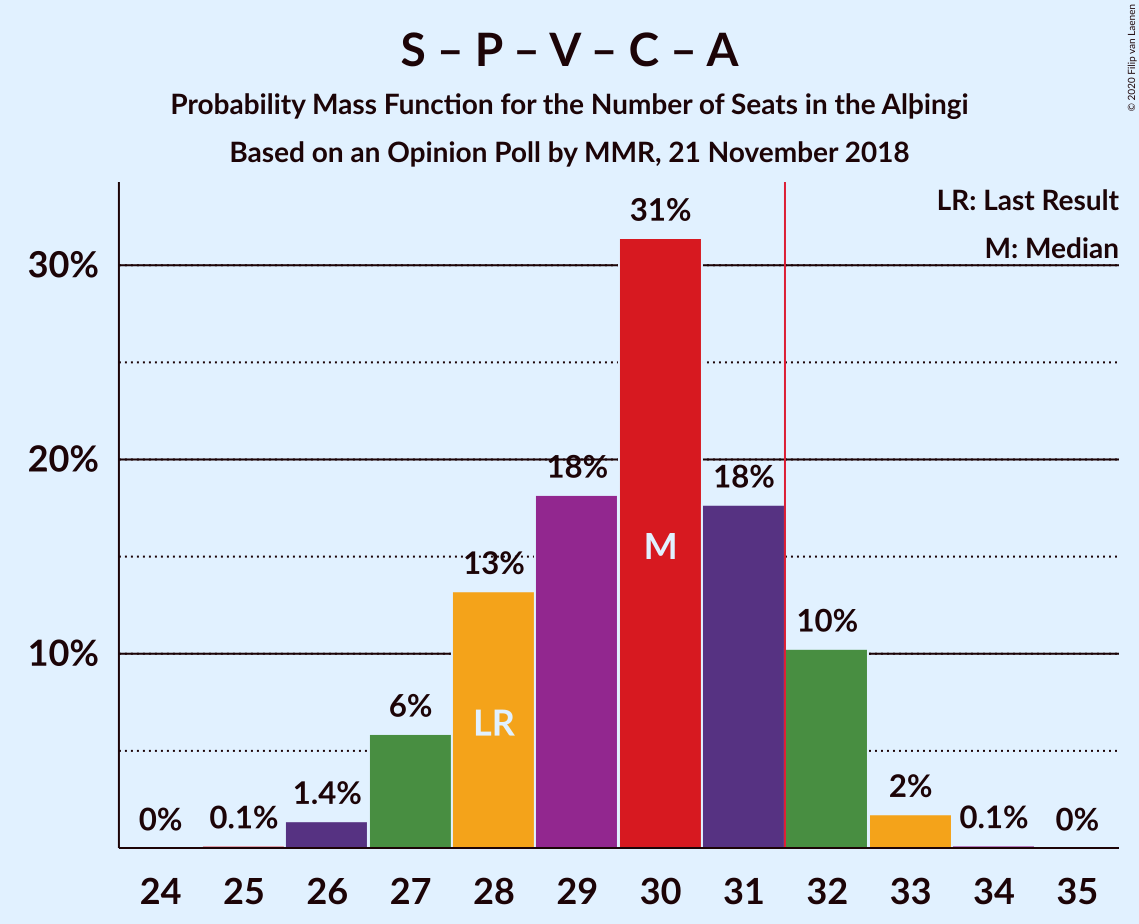 S – P – V – C – A
Probability Mass Function for the Number of Seats in the Alþingi
Based on an Opinion Poll by MMR, 21 November 2018
© 2020 Filip van Laenen
LR: Last Result
M: Median
30%
20%
10%
0%
0.1%
1.4%
6%
13%
18%
31%
18%
10%
2%
0.1%
0%
LR
M
24 25 26 27 28 29 30 31 32 33 34 35